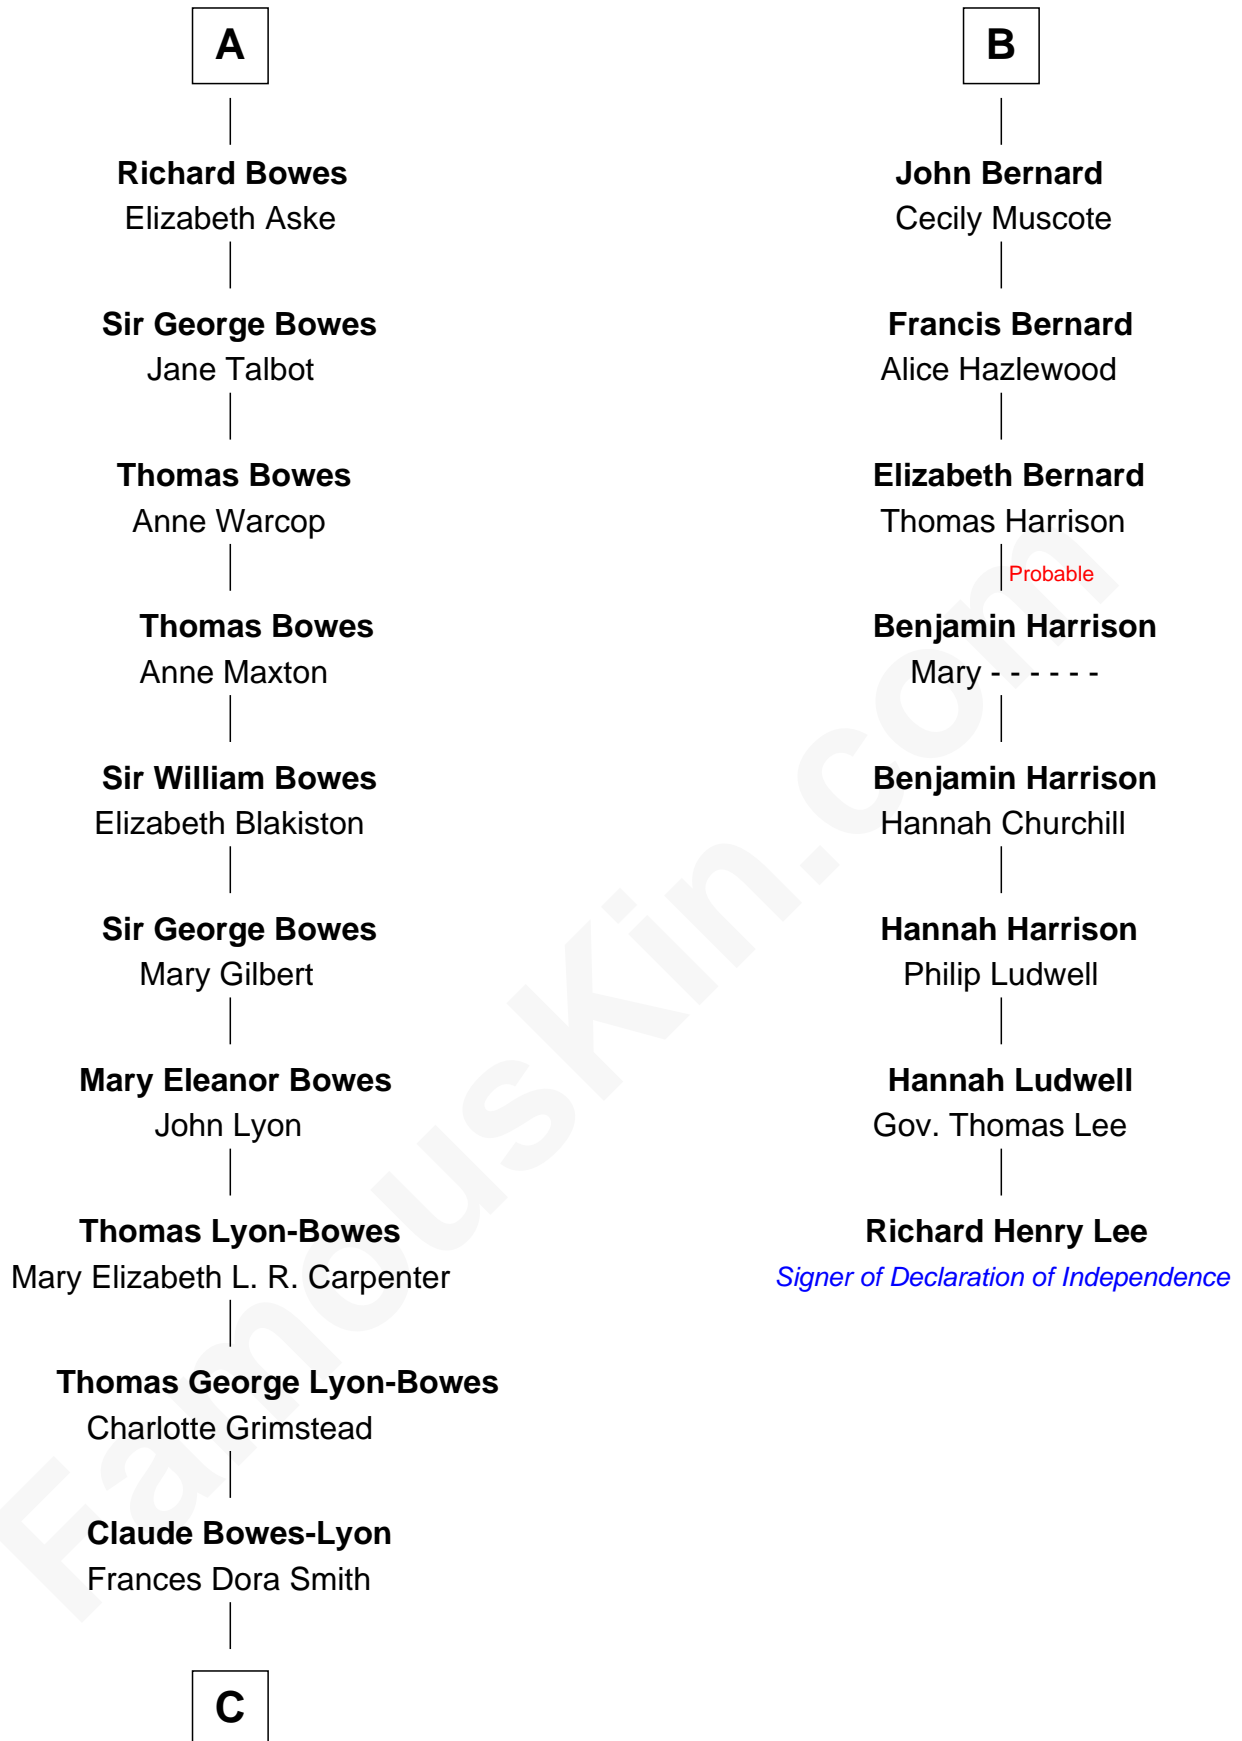 A
Richard Bowes
Elizabeth Aske
Sir George Bowes
Jane Talbot
Thomas Bowes
Anne Warcop
Thomas Bowes
Anne Maxton
Sir William Bowes
Elizabeth Blakiston
Sir George Bowes
Mary Gilbert
Mary Eleanor Bowes
John Lyon
Thomas Lyon-Bowes
Mary Elizabeth L. R. Carpenter
Thomas George Lyon-Bowes
Charlotte Grimstead
Claude Bowes-Lyon
Frances Dora Smith
C
B
John Bernard
Cecily Muscote
Francis Bernard
Alice Hazlewood
Elizabeth Bernard
Thomas Harrison
Probable
Benjamin Harrison
Mary - - - - - -
Benjamin Harrison
Hannah Churchill
Hannah Harrison
Philip Ludwell
Hannah Ludwell
Gov. Thomas Lee
Richard Henry Lee
Signer of Declaration of Independence
FamousKin.com